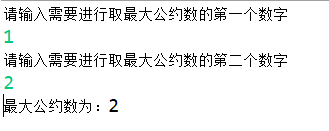 请输入需要进行取最大公约数的第一个数字
1
请输入需要进行取最大公约数的第二个数字
2
最大公约数为：2